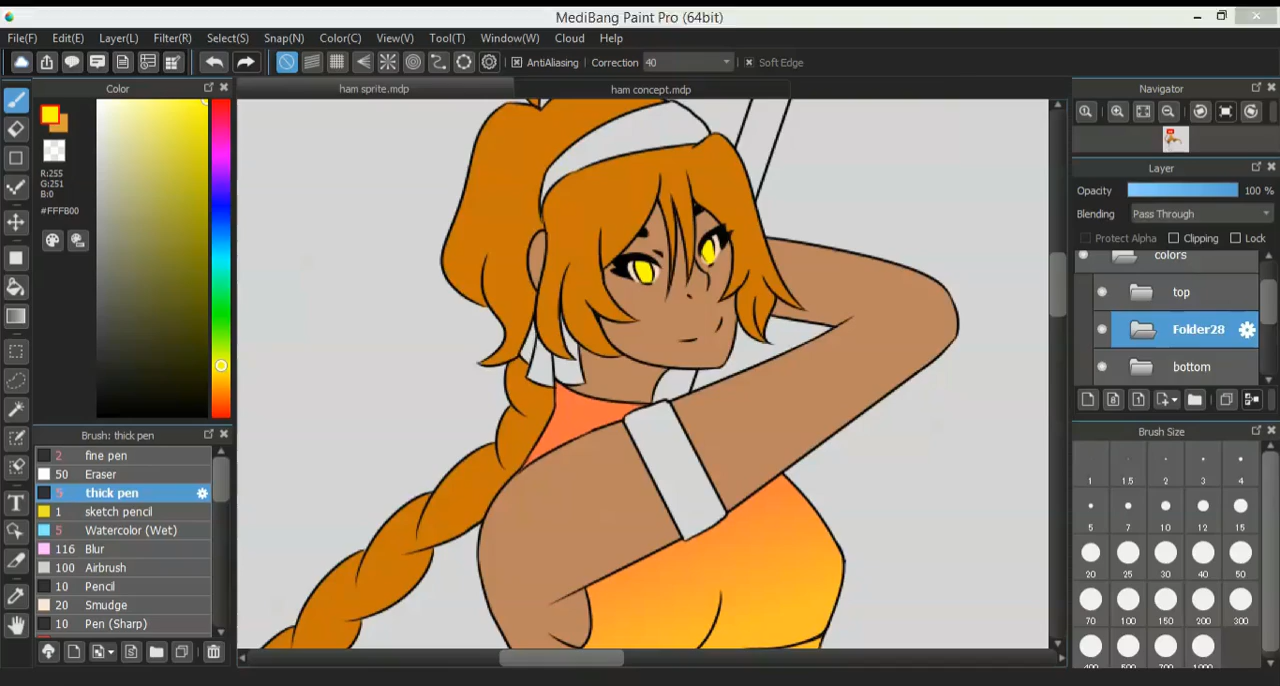 MediBang Paint Pro (64bit)
File(F) Edit(E) Layer(L) Filter(R) Select(S) Snap(N) Color(C) View(V) Tool(T) Window(W) Cloud Help
AntiAliasing Correction 40 Soft Edge
Color
ham sprite.mdp
ham concept.mdp
Navigator
R:255
G:251
B:0
#FFFB00
Layer
Opacity 100 %
Blending Pass Through
Protect Alpha Clipping Lock
colors
top
Folder28
bottom
Brush: thick pen
2 fine pen
50 Eraser
5 thick pen
1 sketch pencil
5 Watercolor (Wet)
116 Blur
100 Airbrush
10 Pencil
20 Smudge
10 Pen (Sharp)
Brush Size
1 1.5 2 3 4
5 7 10 12 15
20 25 30 40 50
70 100 150 200 300
400 500 700 1000